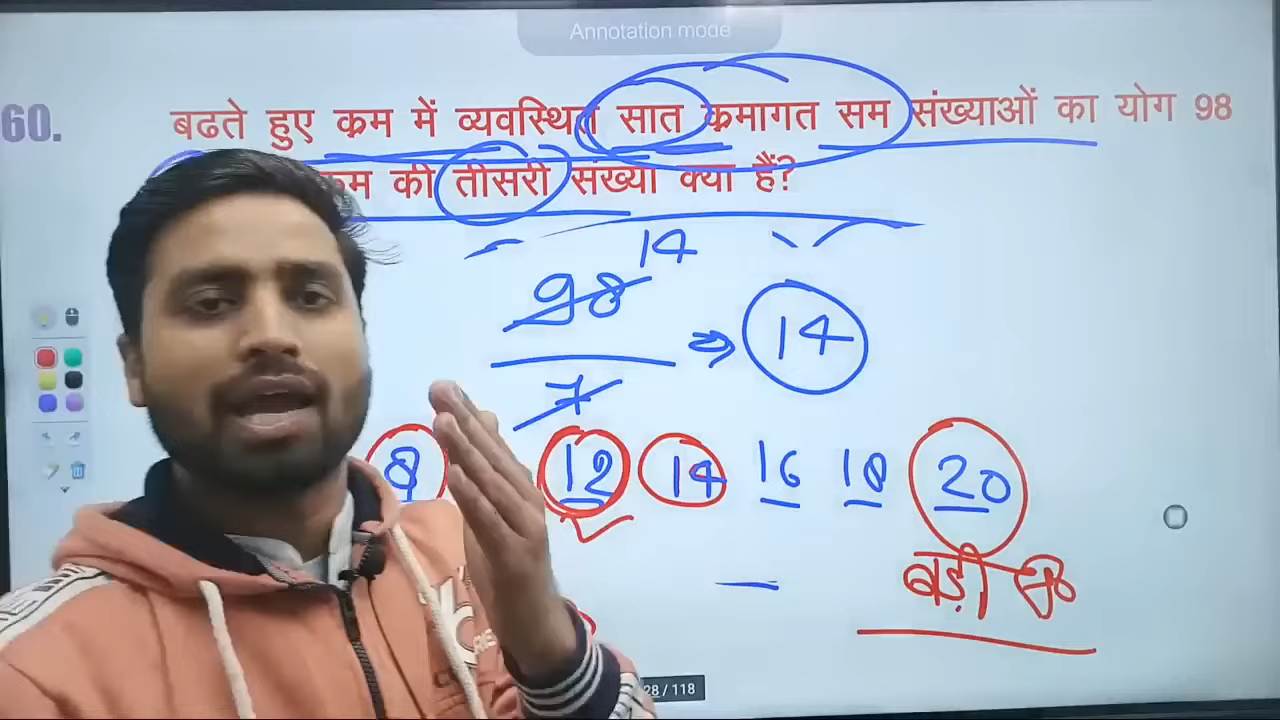 Annotation mode
60. बढते हुए क्रम में व्यवस्थित सात क्रमागत सम संख्याओं का योग 98
क्रम की तीसरी संख्या क्या हैं?
14
98
7
⇒ 14
8 12 14 16 18 20
बड़ी सं०
28 / 118